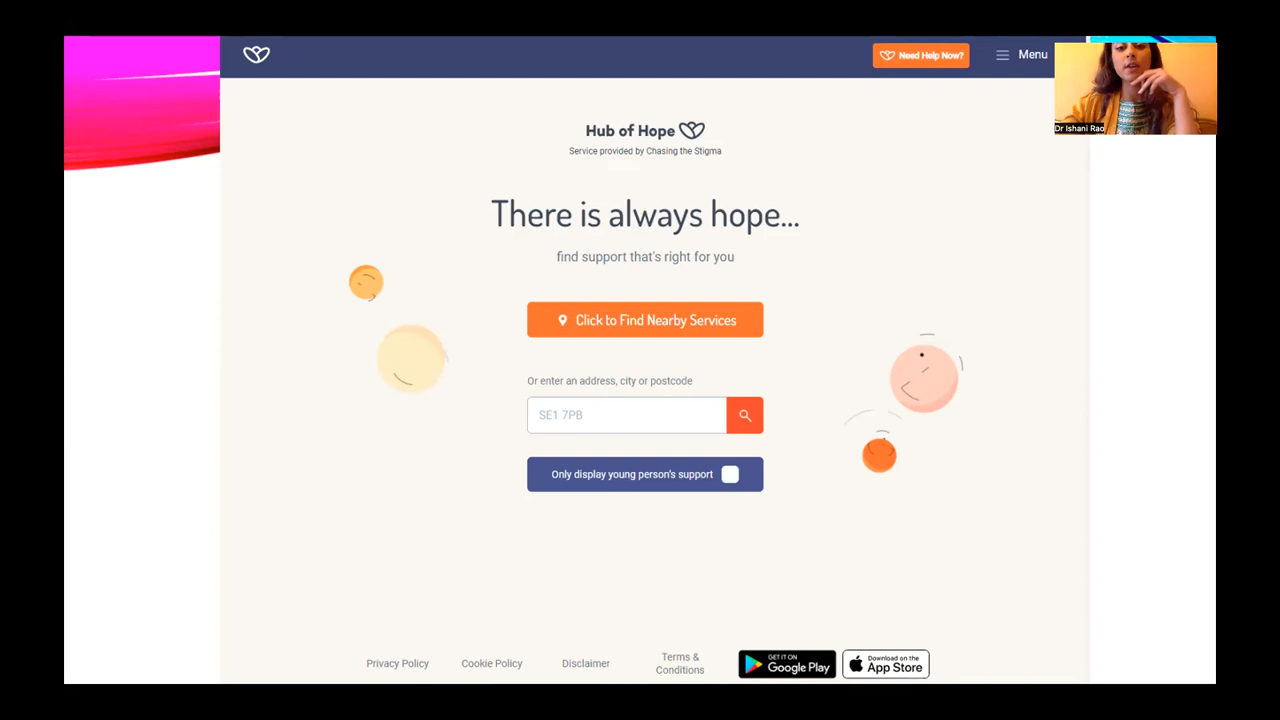 Need Help Now?
Menu
Dr Ishani Rao
Hub of Hope
Service provided by Chasing the Stigma
There is always hope...
find support that's right for you
Click to Find Nearby Services
Or enter an address, city or postcode
SE1 7PB
Only display young person's support
Privacy Policy
Cookie Policy
Disclaimer
Terms &
Conditions
GET IT ON
Google Play
Download on the
App Store